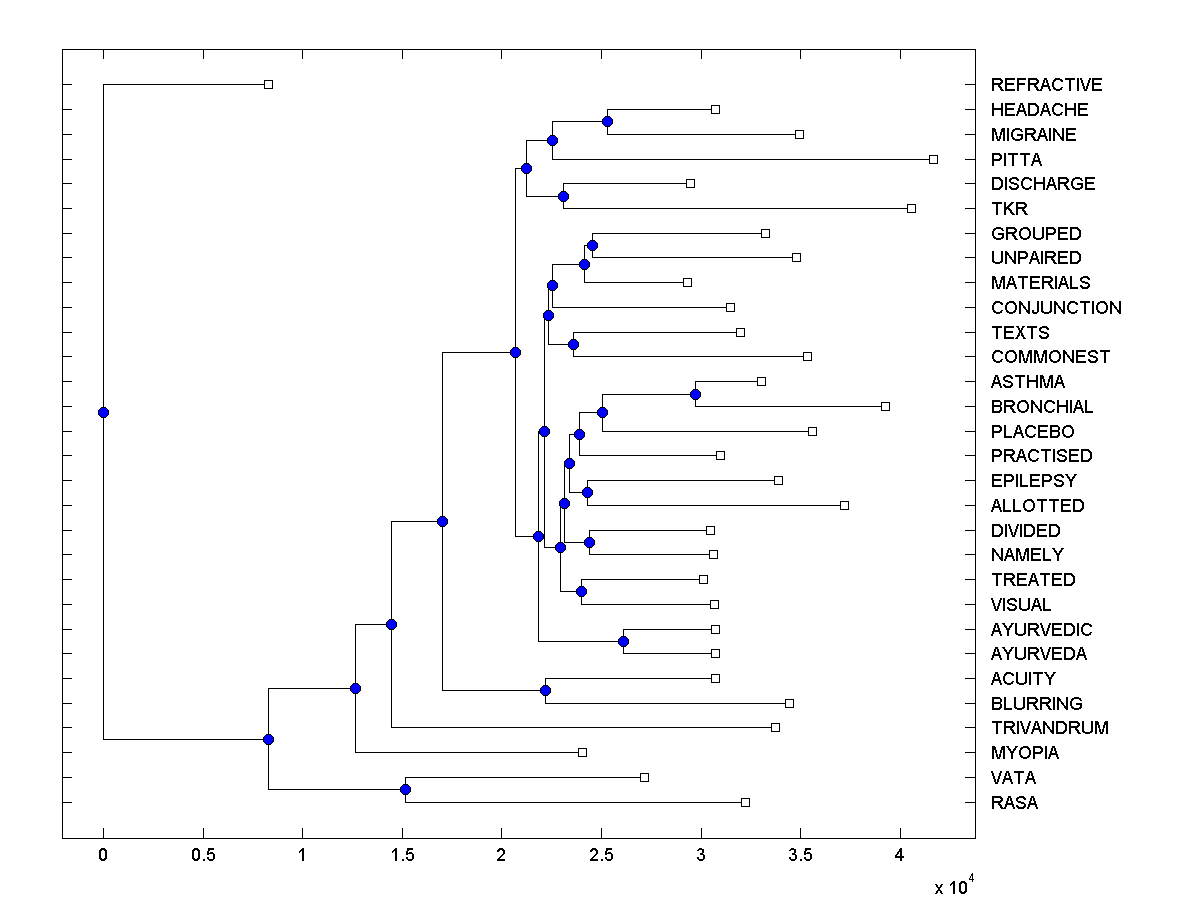 REFRACTIVE
HEADACHE
MIGRAINE
PITTA
DISCHARGE
TKR
GROUPED
UNPAIRED
MATERIALS
CONJUNCTION
TEXTS
COMMONEST
ASTHMA
BRONCHIAL
PLACEBO
PRACTISED
EPILEPSY
ALLOTTED
DIVIDED
NAMELY
TREATED
VISUAL
AYURVEDIC
AYURVEDA
ACUITY
BLURRING
TRIVANDRUM
MYOPIA
VATA
RASA
0 0.5 1 1.5 2 2.5 3 3.5 4
x 10^4